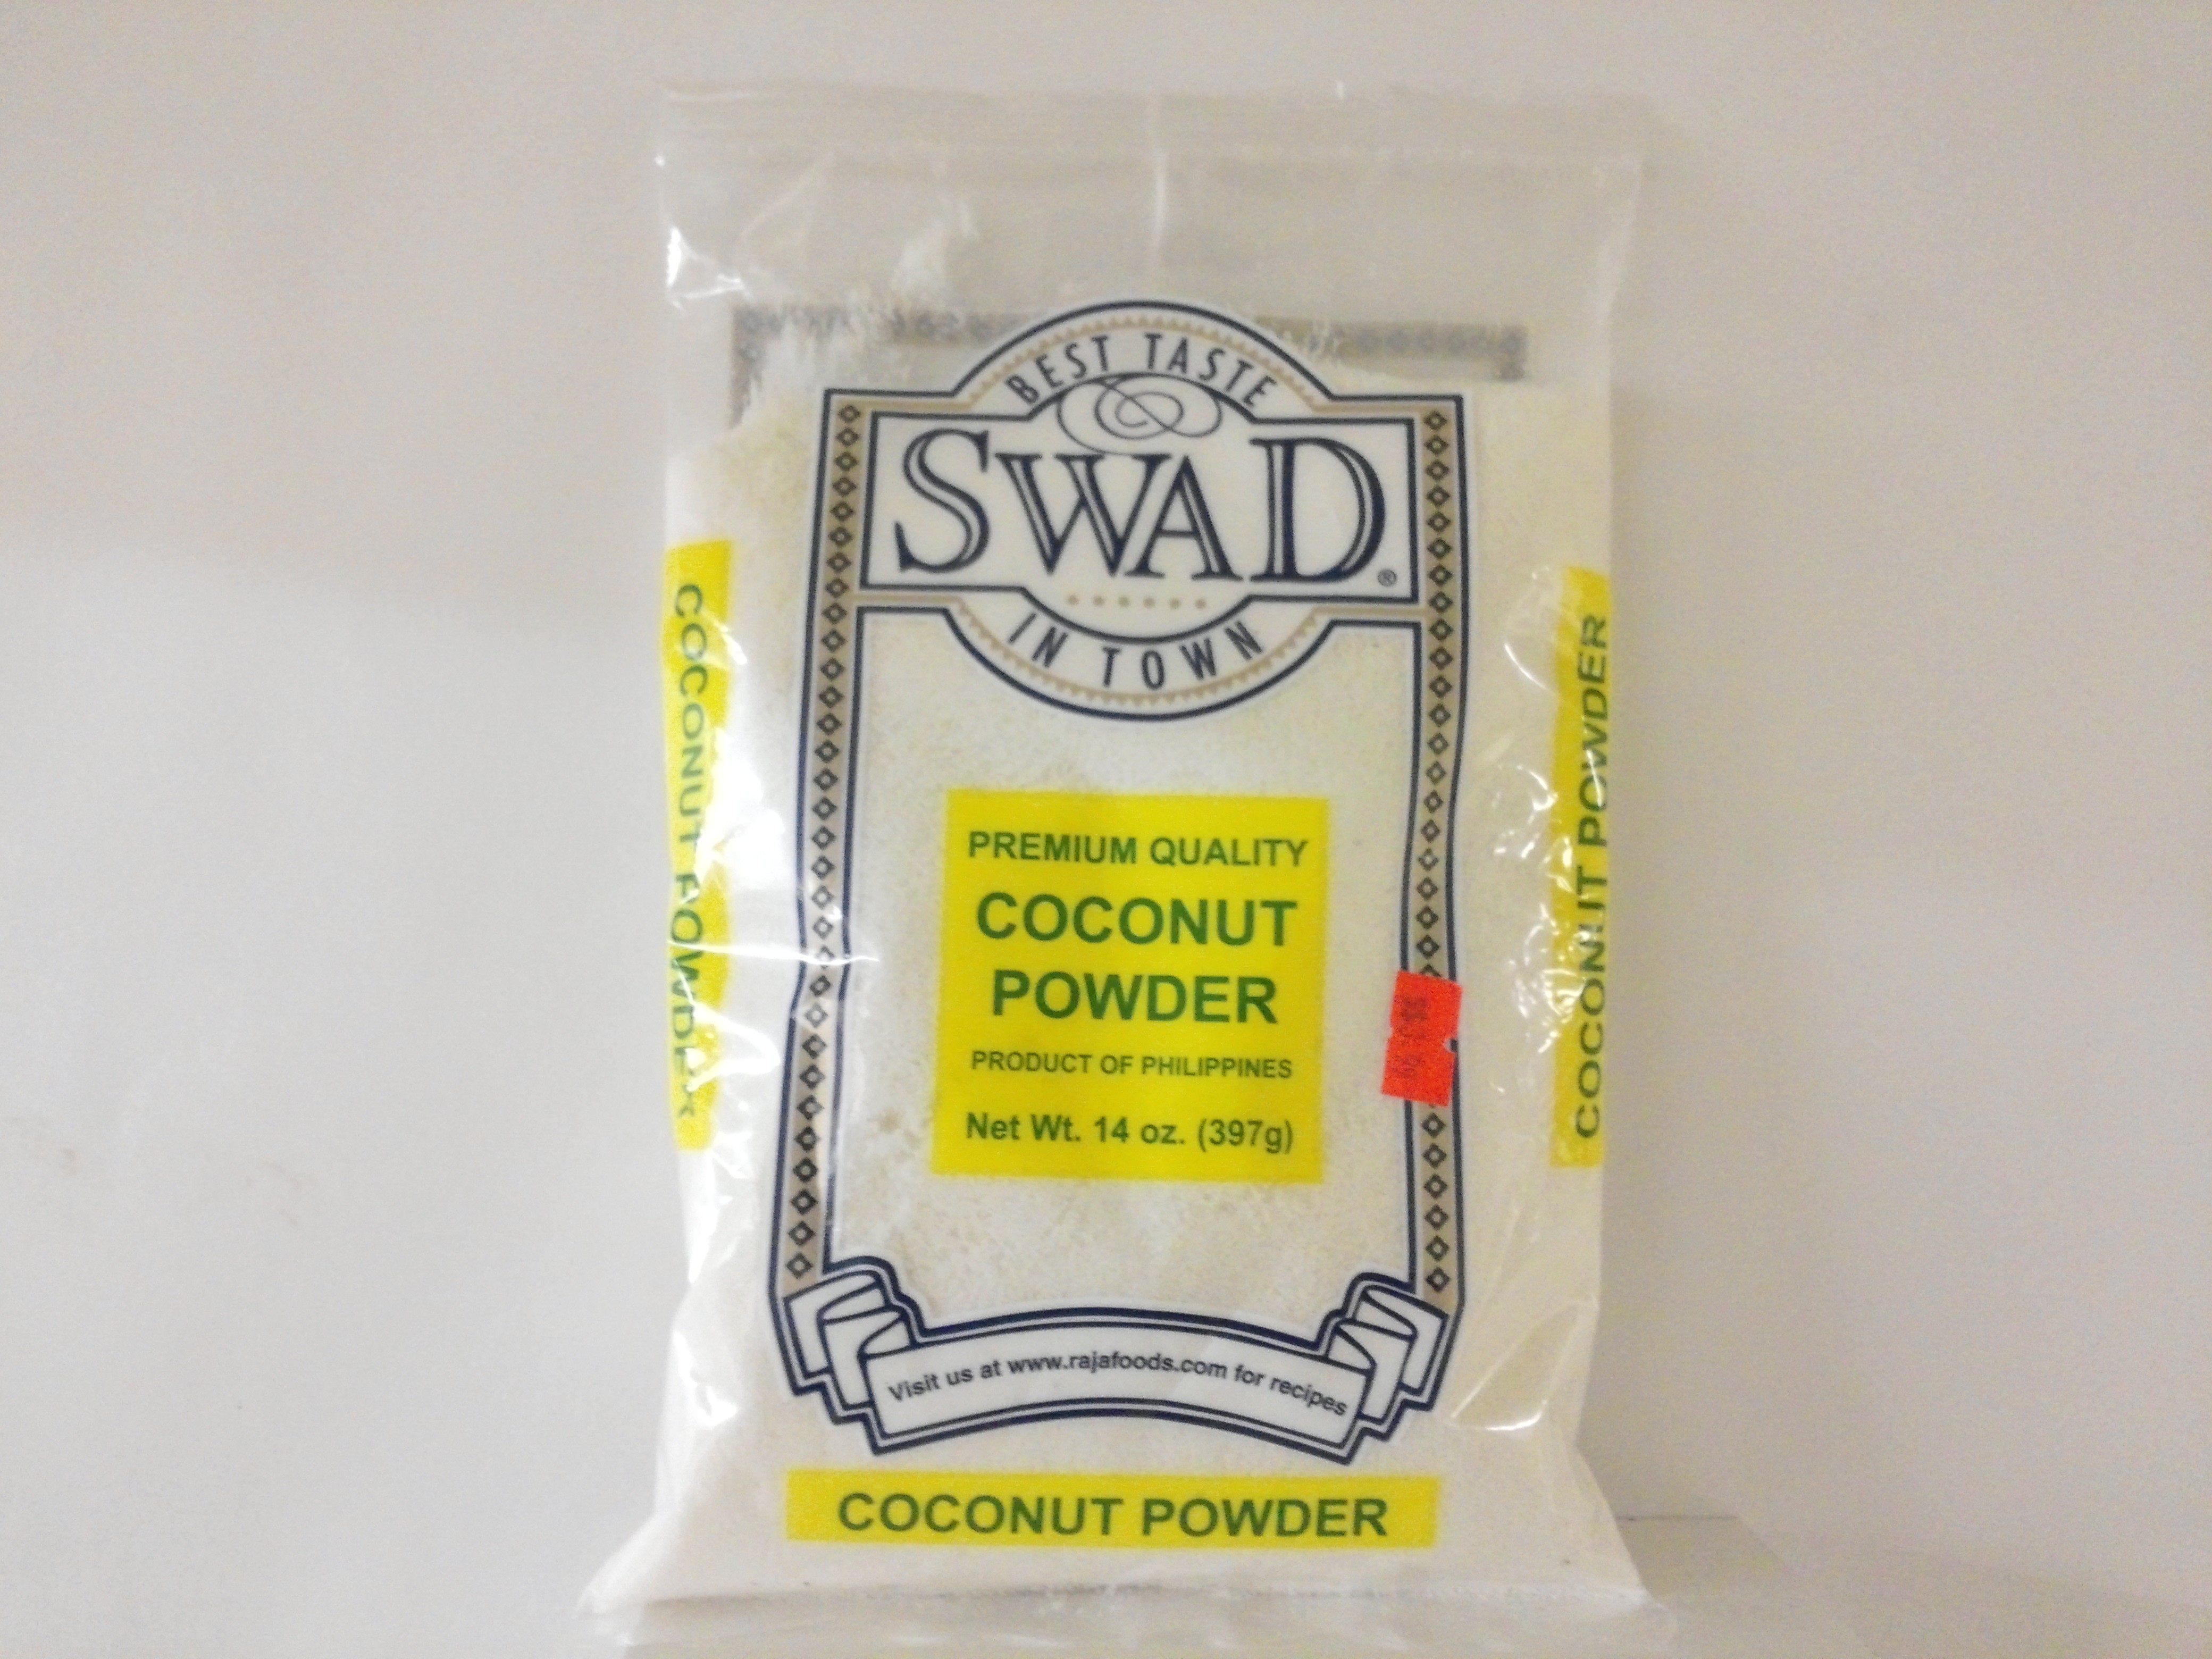 BEST TASTE
SWAD®
IN TOWN
PREMIUM QUALITY
COCONUT
POWDER
PRODUCT OF PHILIPPINES
Net Wt. 14 oz. (397g)
COCONUT POWDER
COCONUT POWDER
Visit us at www.rajafoods.com for recipes
COCONUT POWDER